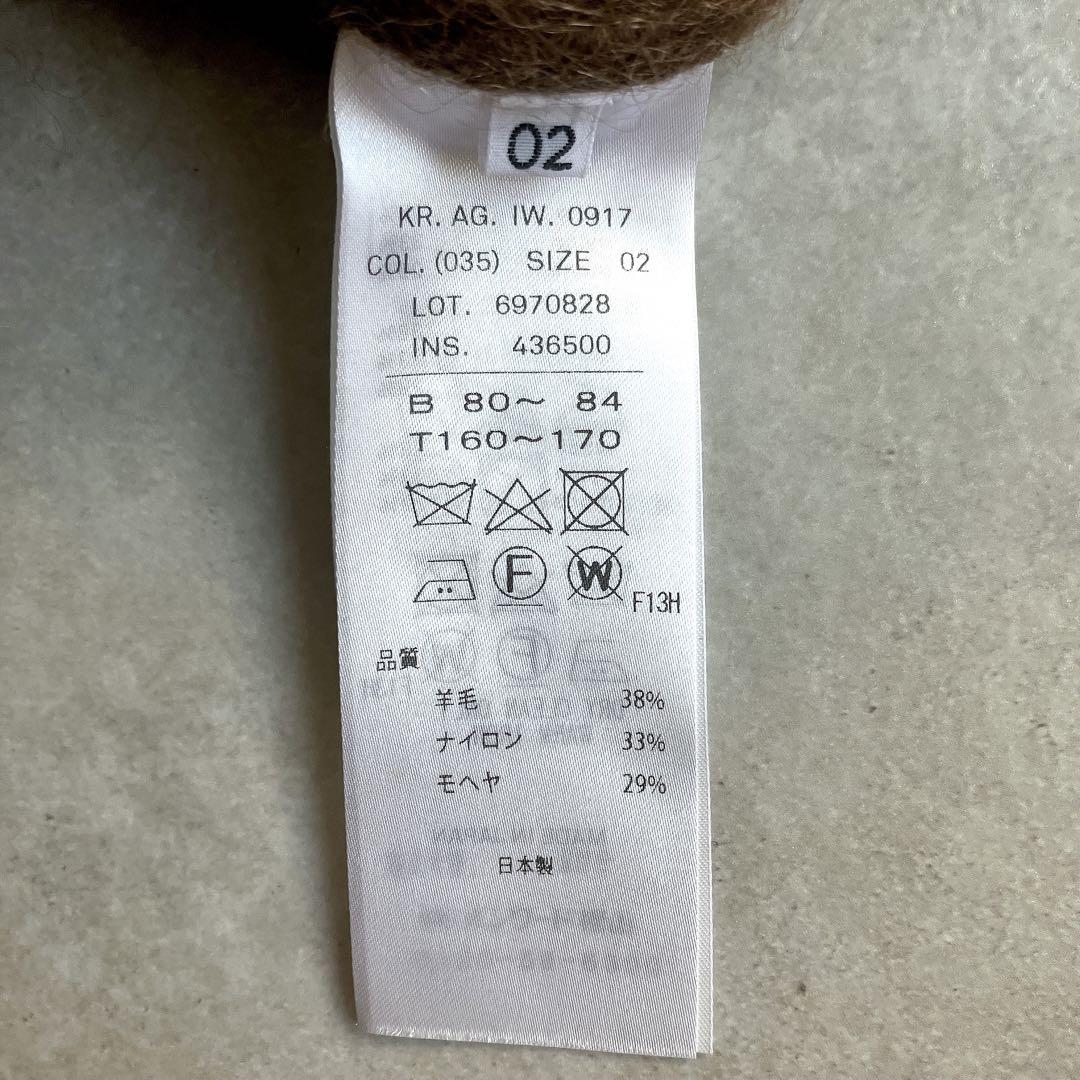 02
KR. AG. IW. 0917
COL. (035) SIZE 02
LOT. 6970828
INS. 436500
B 80～ 84
T160～170
F W F13H
品質
羊毛 38%
ナイロン 33%
モヘヤ 29%
日本製